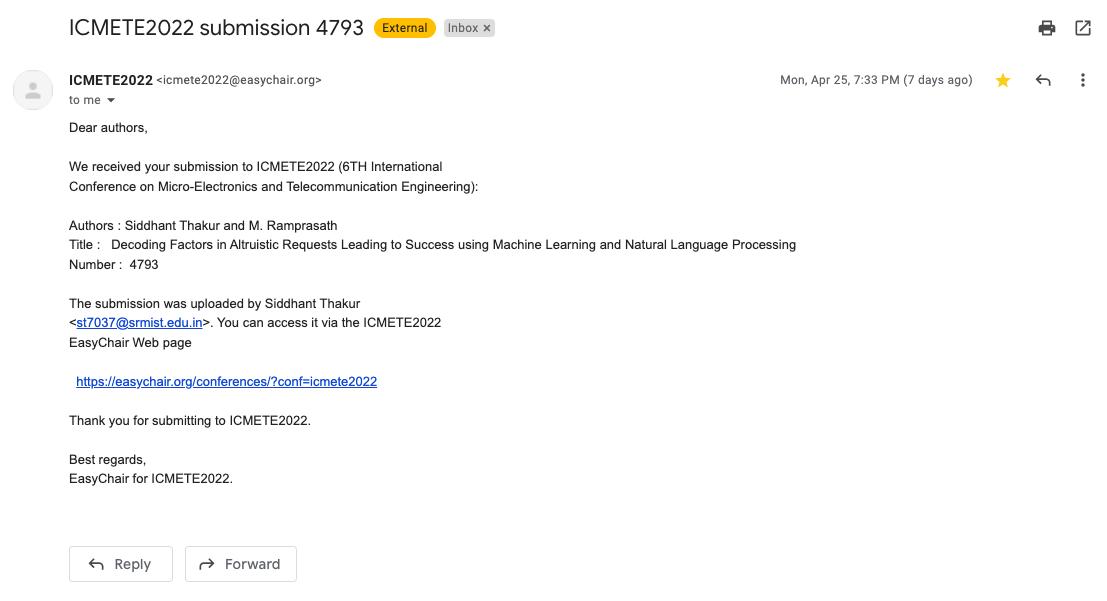 ICMETE2022 submission 4793 External Inbox ×
ICMETE2022 <icmete2022@easychair.org> Mon, Apr 25, 7:33 PM (7 days ago)
to me
Dear authors,
We received your submission to ICMETE2022 (6TH International
Conference on Micro-Electronics and Telecommunication Engineering):
Authors : Siddhant Thakur and M. Ramprasath
Title : Decoding Factors in Altruistic Requests Leading to Success using Machine Learning and Natural Language Processing
Number : 4793
The submission was uploaded by Siddhant Thakur
<st7037@srmist.edu.in>. You can access it via the ICMETE2022
EasyChair Web page
https://easychair.org/conferences/?conf=icmete2022
Thank you for submitting to ICMETE2022.
Best regards,
EasyChair for ICMETE2022.
Reply Forward